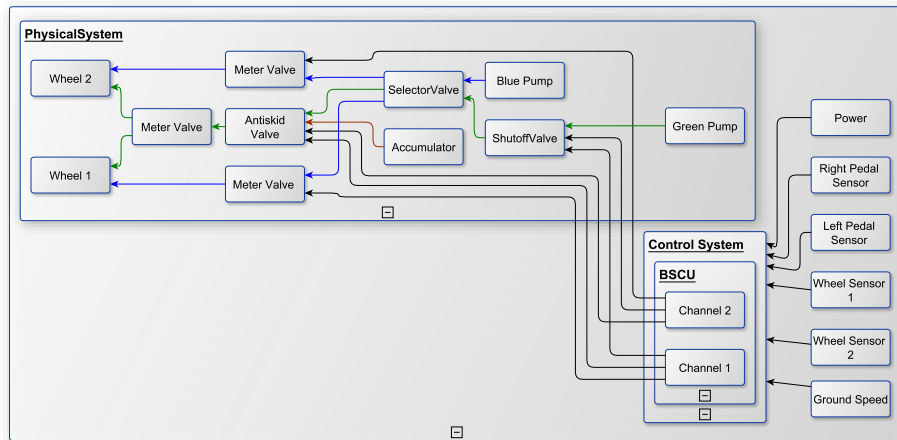 PhysicalSystem
Wheel 2
Meter Valve
Blue Pump
SelectorValve
Meter Valve
Antiskid
Valve
Accumulator
ShutoffValve
Green Pump
Wheel 1
Meter Valve
Power
Right Pedal
Sensor
Left Pedal
Sensor
Control System
BSCU
Channel 2
Channel 1
Wheel Sensor
1
Wheel Sensor
2
Ground Speed